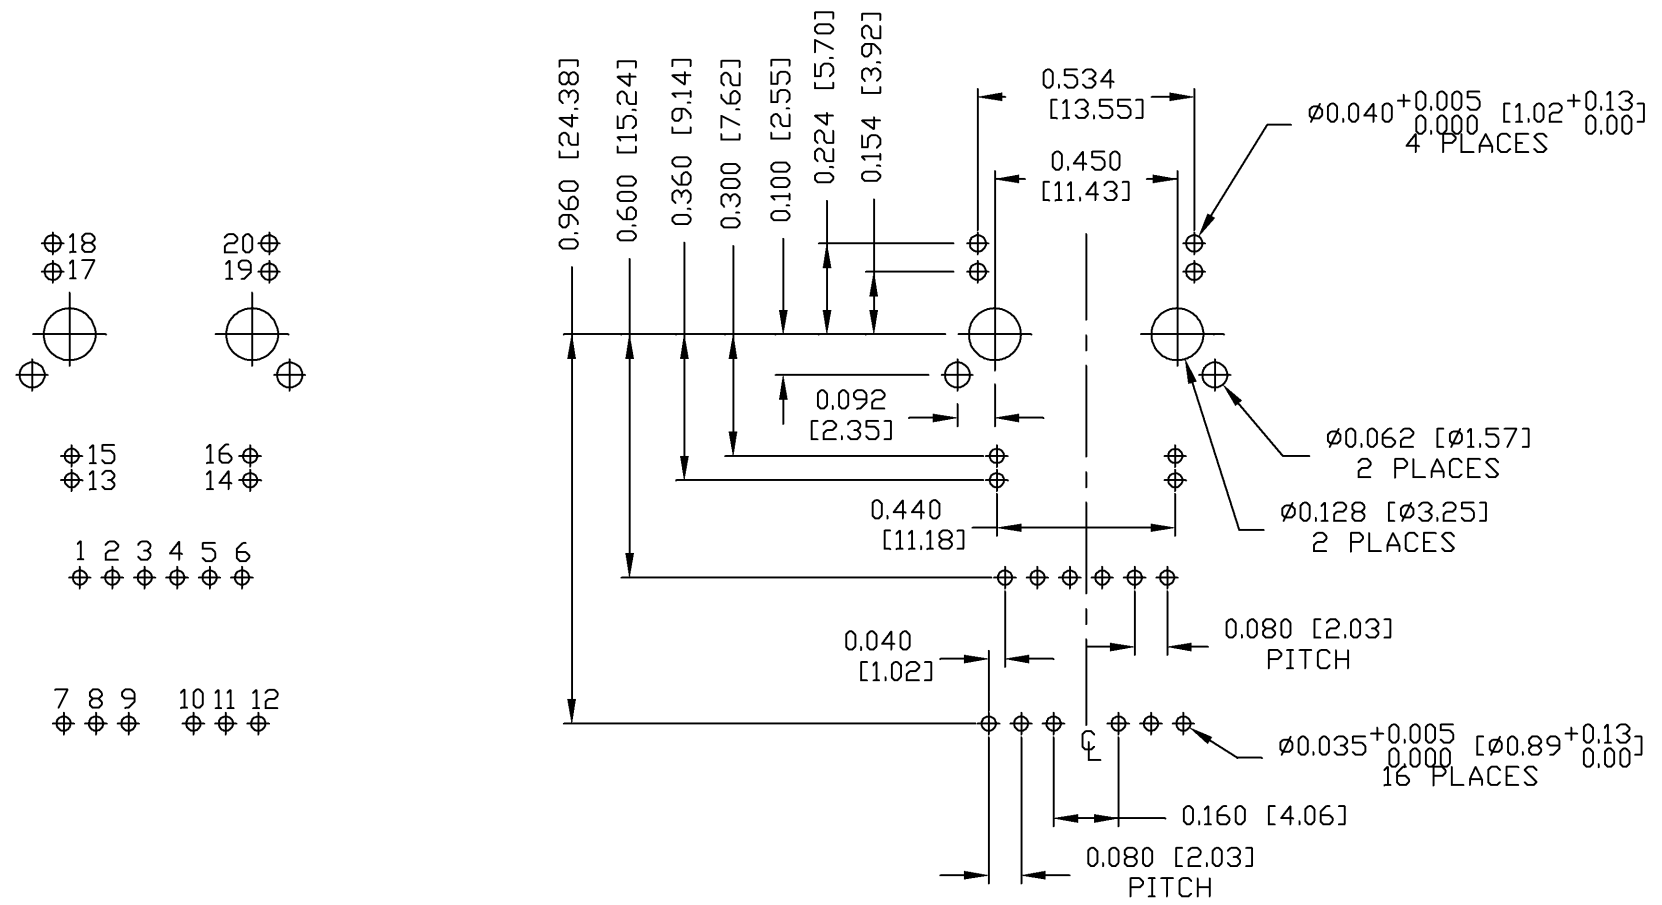 0.960 [24.38]
0.600 [15.24]
0.360 [9.14]
0.300 [7.62]
0.100 [2.55]
0.224 [5.70]
0.154 [3.92]
0.534
[13.55]
Ø0.040 +0.005 0.000 [1.02 +0.13 0.00]
4 PLACES
0.450
[11.43]
18
20
17
19
0.092
[2.35]
Ø0.062 [Ø1.57]
2 PLACES
15
16
13
14
0.440
[11.18]
Ø0.128 [Ø3.25]
2 PLACES
1 2 3 4 5 6
0.040
[1.02]
0.080 [2.03]
PITCH
7 8 9 10 11 12
CL
Ø0.035 +0.005 0.000 [Ø0.89 +0.13 0.00]
16 PLACES
0.160 [4.06]
0.080 [2.03]
PITCH